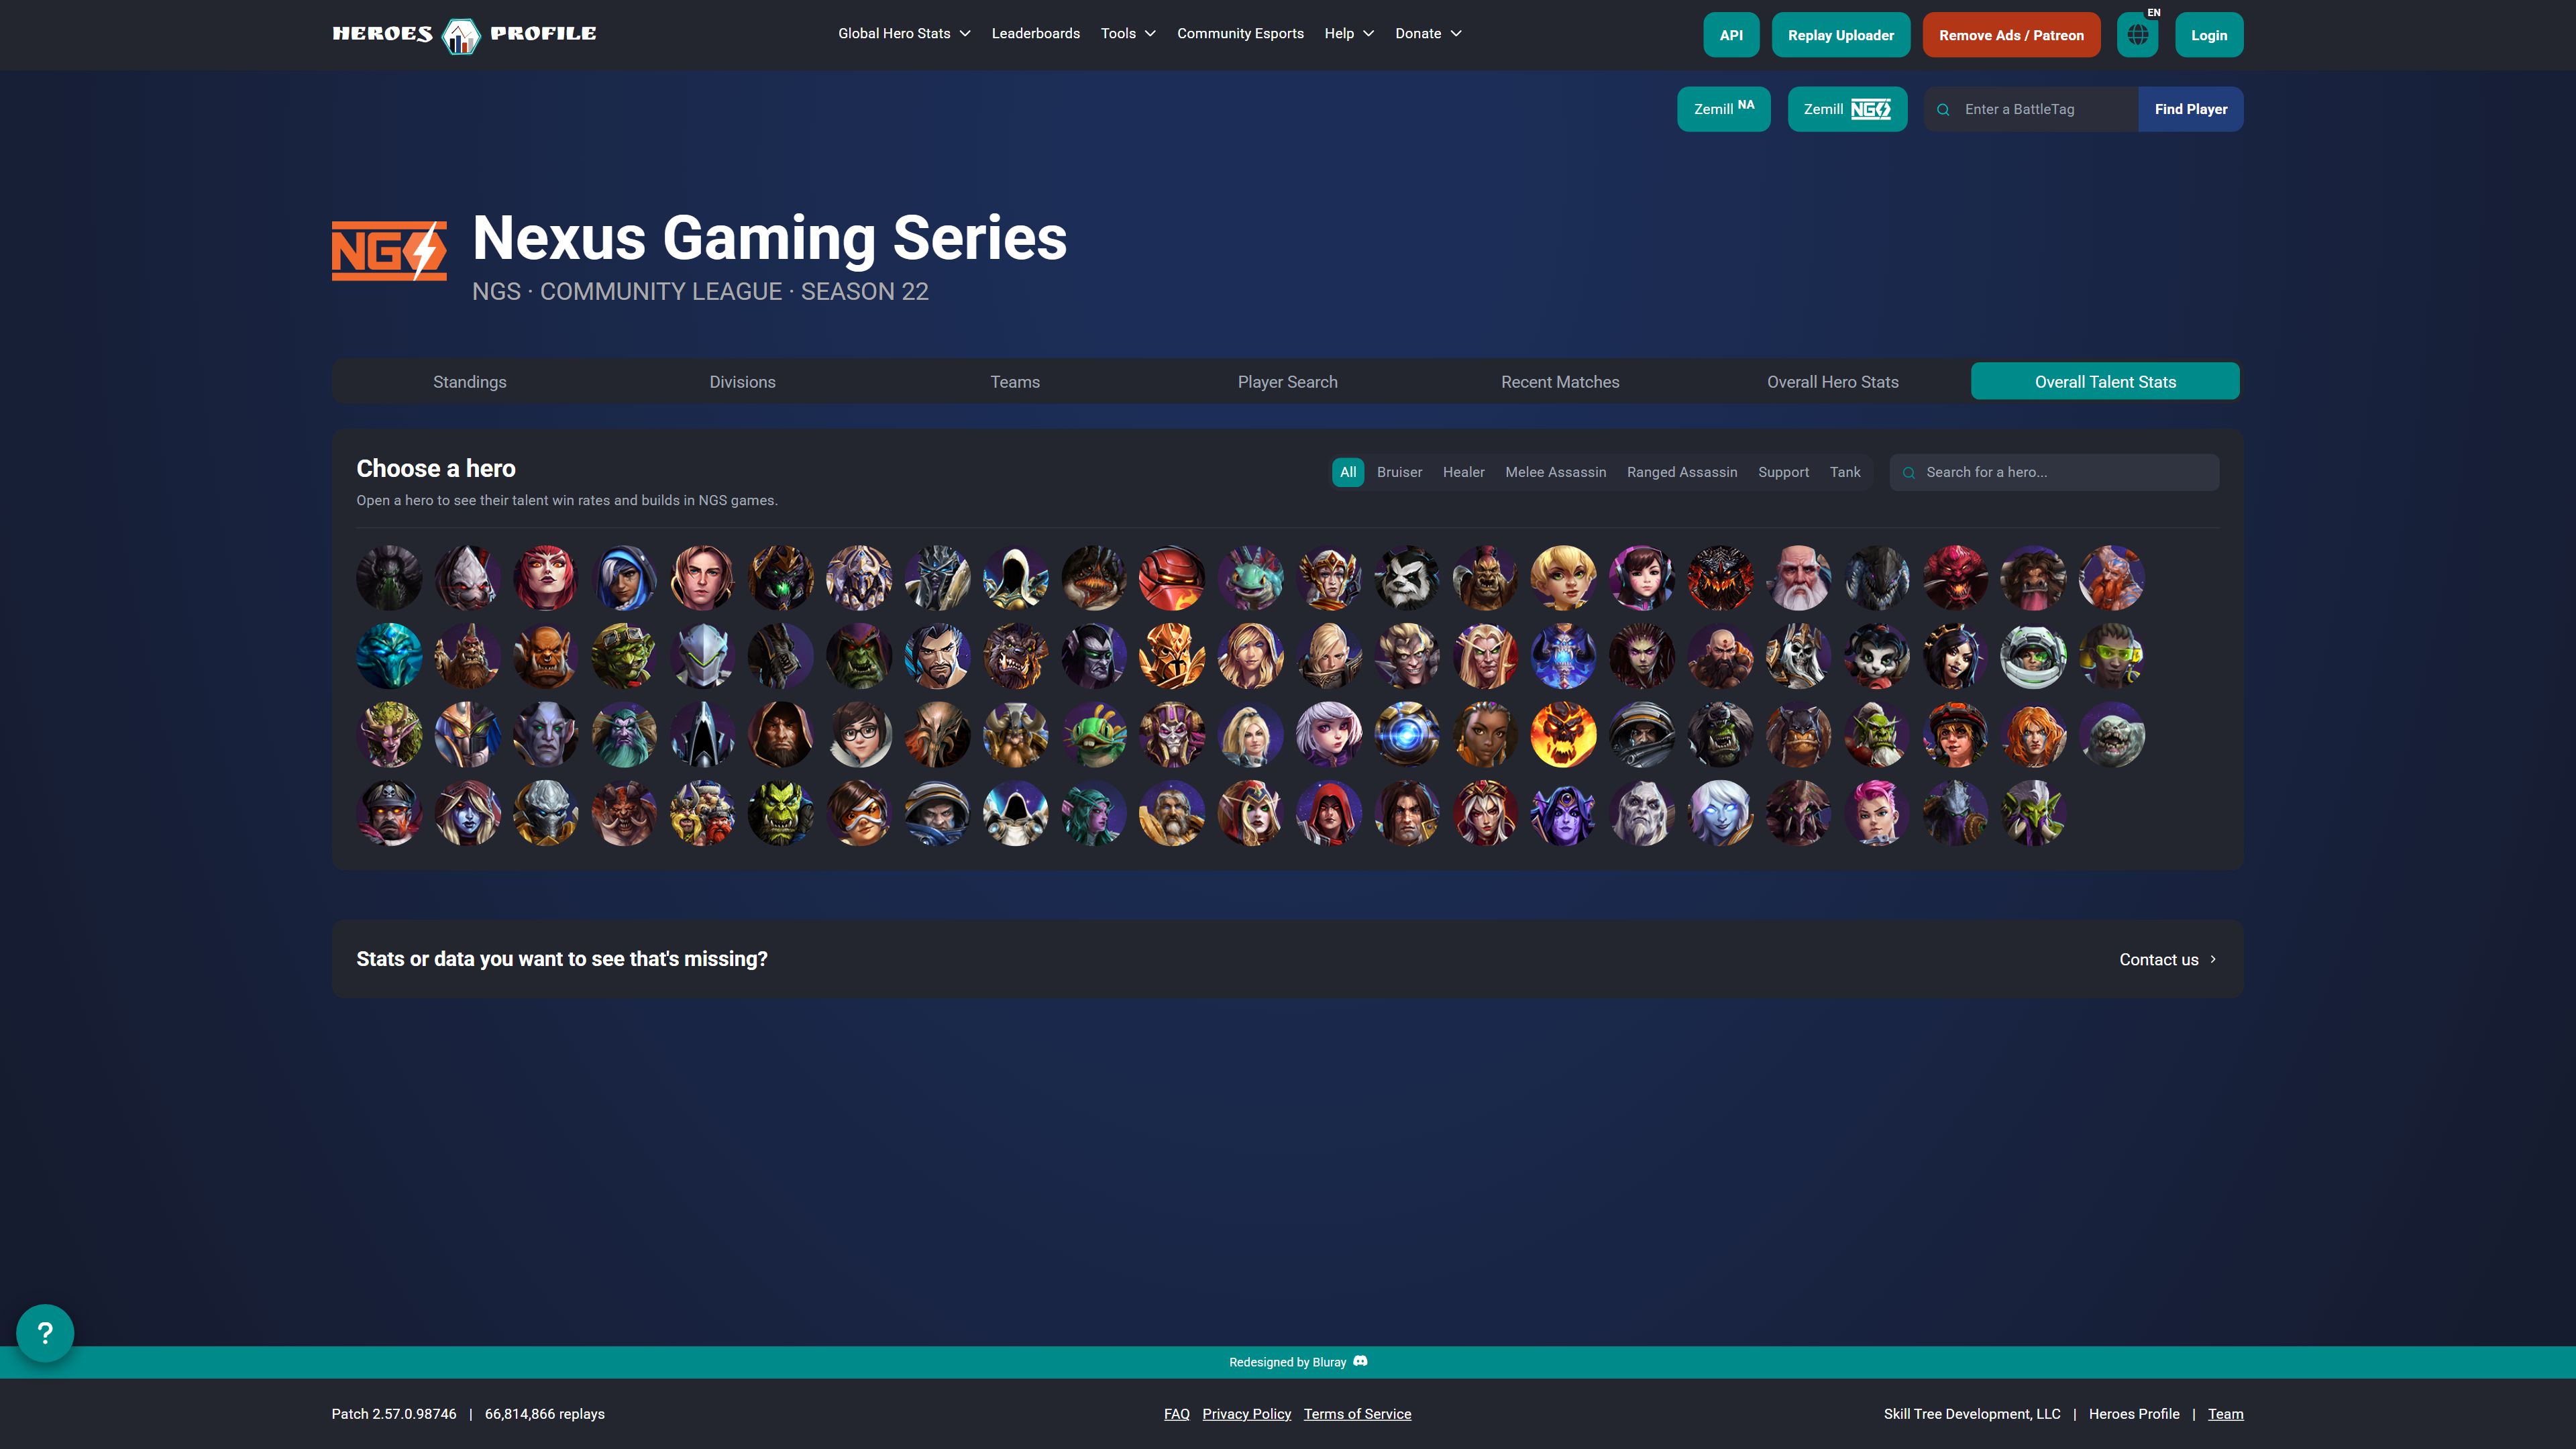 HEROES PROFILE
Global Hero Stats
Leaderboards
Tools
Community Esports
Help
Donate
API
Replay Uploader
Remove Ads / Patreon
EN
Login
Zemill NA
Zemill NGS
Enter a BattleTag
Find Player
NGS
Nexus Gaming Series
NGS · COMMUNITY LEAGUE · SEASON 22
Standings
Divisions
Teams
Player Search
Recent Matches
Overall Hero Stats
Overall Talent Stats
Choose a hero
Open a hero to see their talent win rates and builds in NGS games.
All
Bruiser
Healer
Melee Assassin
Ranged Assassin
Support
Tank
Search for a hero...
Stats or data you want to see that's missing?
Contact us
?
Redesigned by Bluray
Patch 2.57.0.98746 | 66,814,866 replays
FAQ Privacy Policy Terms of Service
Skill Tree Development, LLC | Heroes Profile | Team